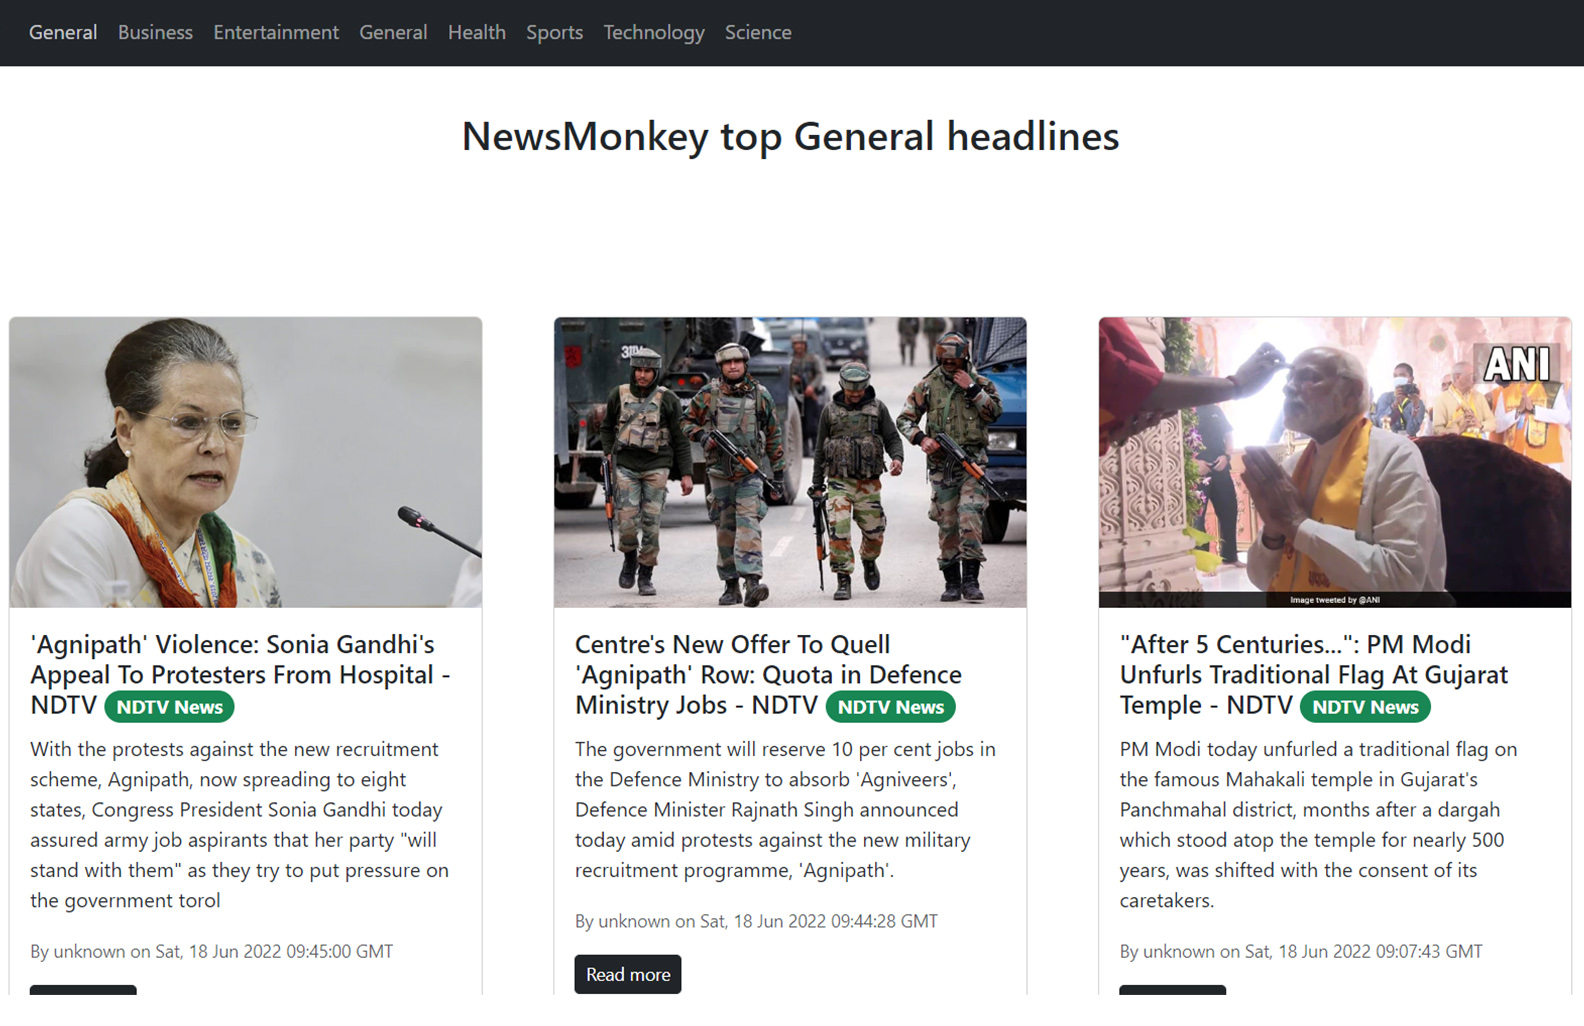 General Business Entertainment General Health Sports Technology Science
NewsMonkey top General headlines
ANI
Image tweeted by @ANI
'Agnipath' Violence: Sonia Gandhi's
Appeal To Protesters From Hospital -
NDTV NDTV News
With the protests against the new recruitment
scheme, Agnipath, now spreading to eight
states, Congress President Sonia Gandhi today
assured army job aspirants that her party "will
stand with them" as they try to put pressure on
the government torol
By unknown on Sat, 18 Jun 2022 09:45:00 GMT
Centre's New Offer To Quell
'Agnipath' Row: Quota in Defence
Ministry Jobs - NDTV NDTV News
The government will reserve 10 per cent jobs in
the Defence Ministry to absorb 'Agniveers',
Defence Minister Rajnath Singh announced
today amid protests against the new military
recruitment programme, 'Agnipath'.
By unknown on Sat, 18 Jun 2022 09:44:28 GMT
Read more
"After 5 Centuries...": PM Modi
Unfurls Traditional Flag At Gujarat
Temple - NDTV NDTV News
PM Modi today unfurled a traditional flag on
the famous Mahakali temple in Gujarat's
Panchmahal district, months after a dargah
which stood atop the temple for nearly 500
years, was shifted with the consent of its
caretakers.
By unknown on Sat, 18 Jun 2022 09:07:43 GMT